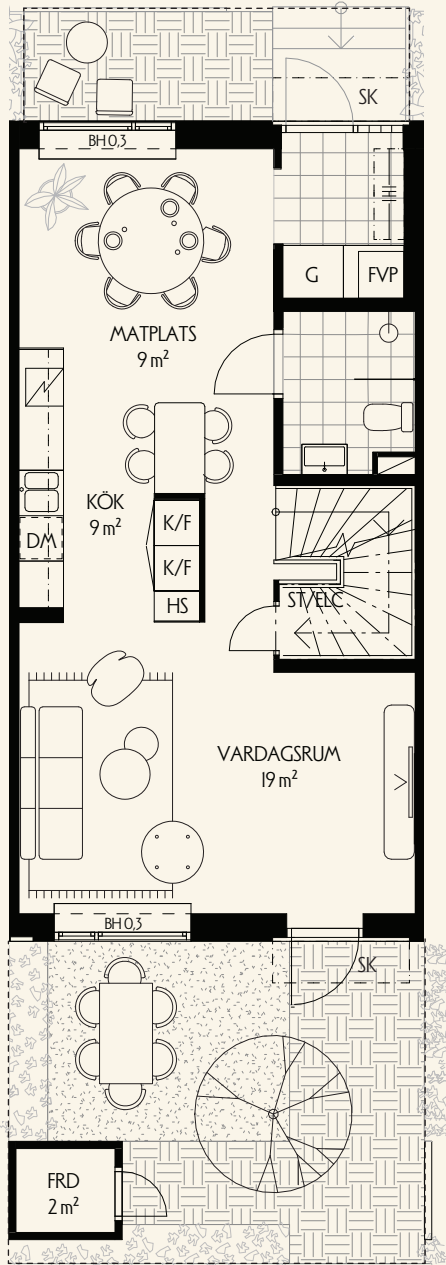 SK
BH 0,3
G
FVP
MATPLATS
9 m²
KÖK
9 m²
K/F
DM
K/F
HS
ST/ELC
VARDAGSRUM
19 m²
BH 0,3
SK
FRD
2 m²